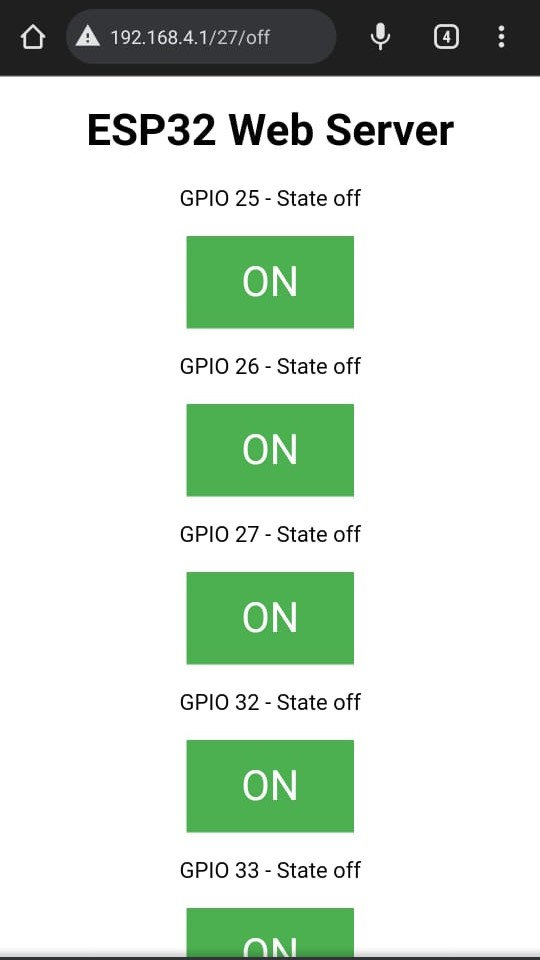 192.168.4.1/27/off
4
ESP32 Web Server
GPIO 25 - State off
ON
GPIO 26 - State off
ON
GPIO 27 - State off
ON
GPIO 32 - State off
ON
GPIO 33 - State off
ON